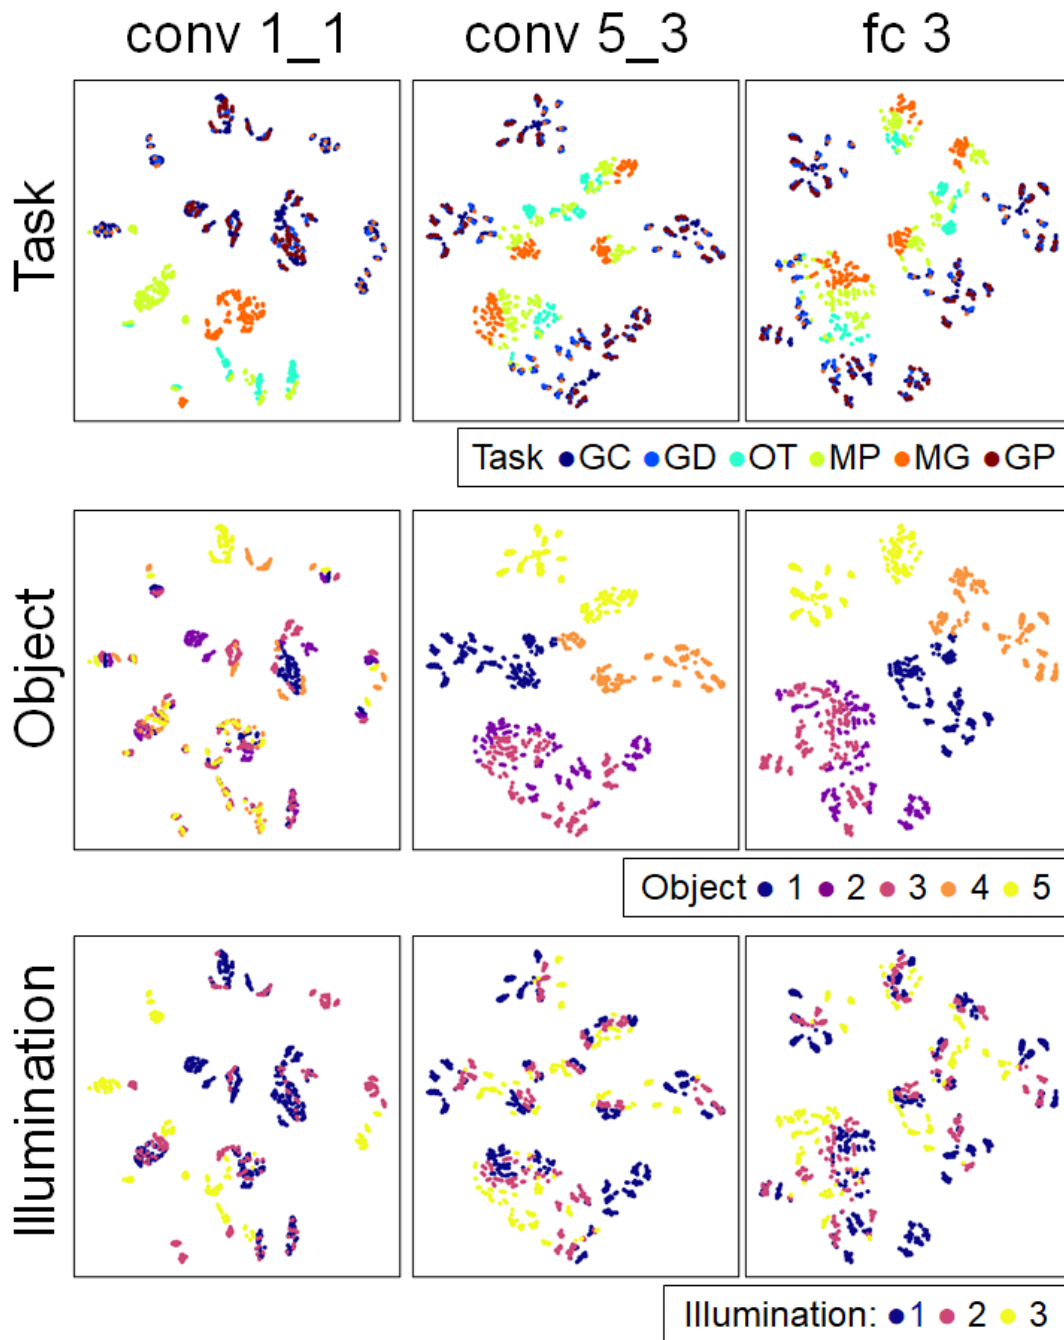 conv 1_1 conv 5_3 fc 3
Task
Task GC GD OT MP MG GP
Object
Object 1 2 3 4 5
Illumination
Illumination: 1 2 3